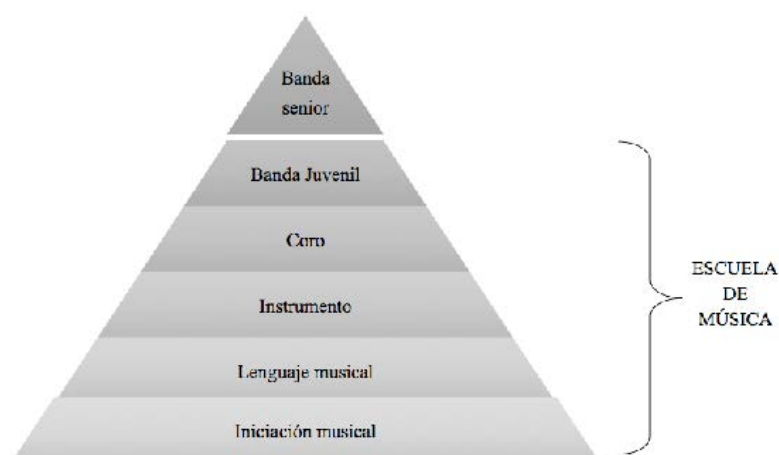 Banda
senior
Banda Juvenil
Coro
Instrumento
Lenguaje musical
Iniciación musical
ESCUELA
DE
MÚSICA